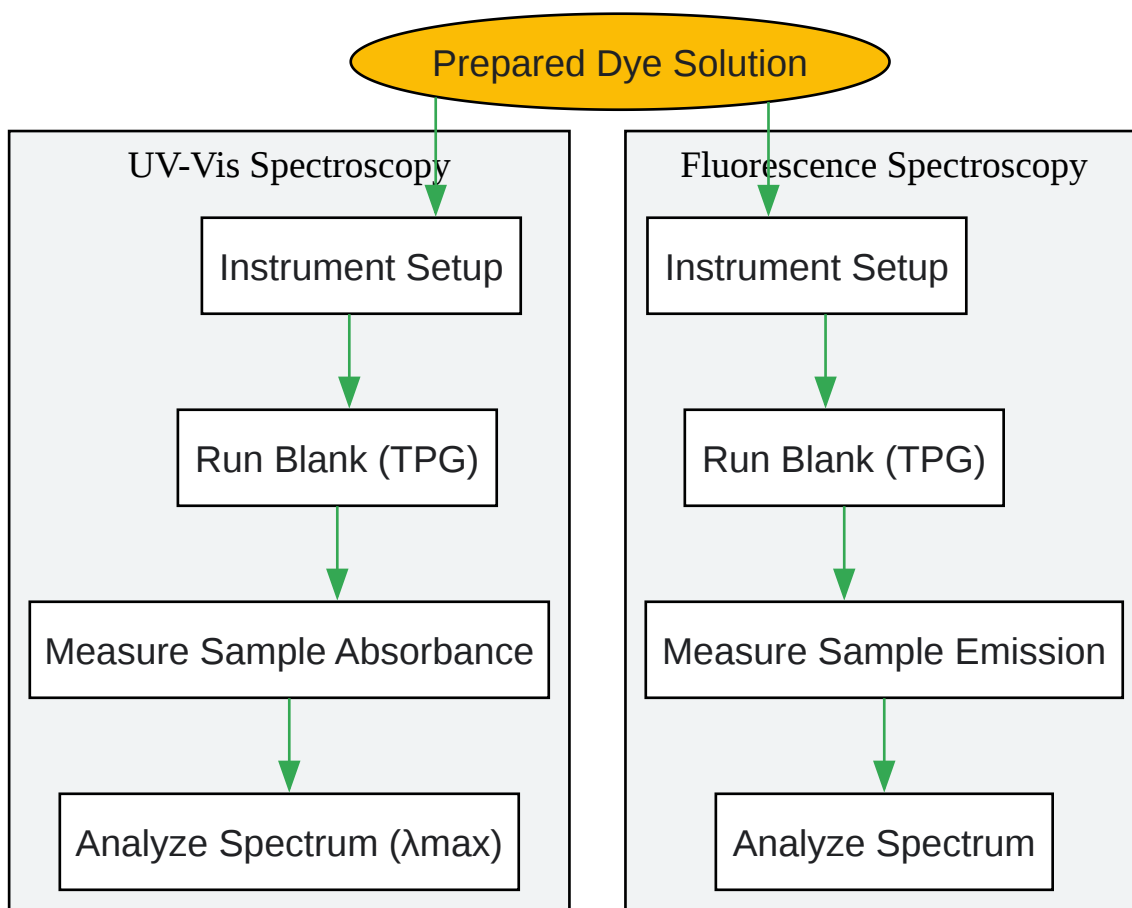 Prepared Dye Solution
UV-Vis Spectroscopy
Instrument Setup
Run Blank (TPG)
Measure Sample Absorbance
Analyze Spectrum (λmax)
Fluorescence Spectroscopy
Instrument Setup
Run Blank (TPG)
Measure Sample Emission
Analyze Spectrum